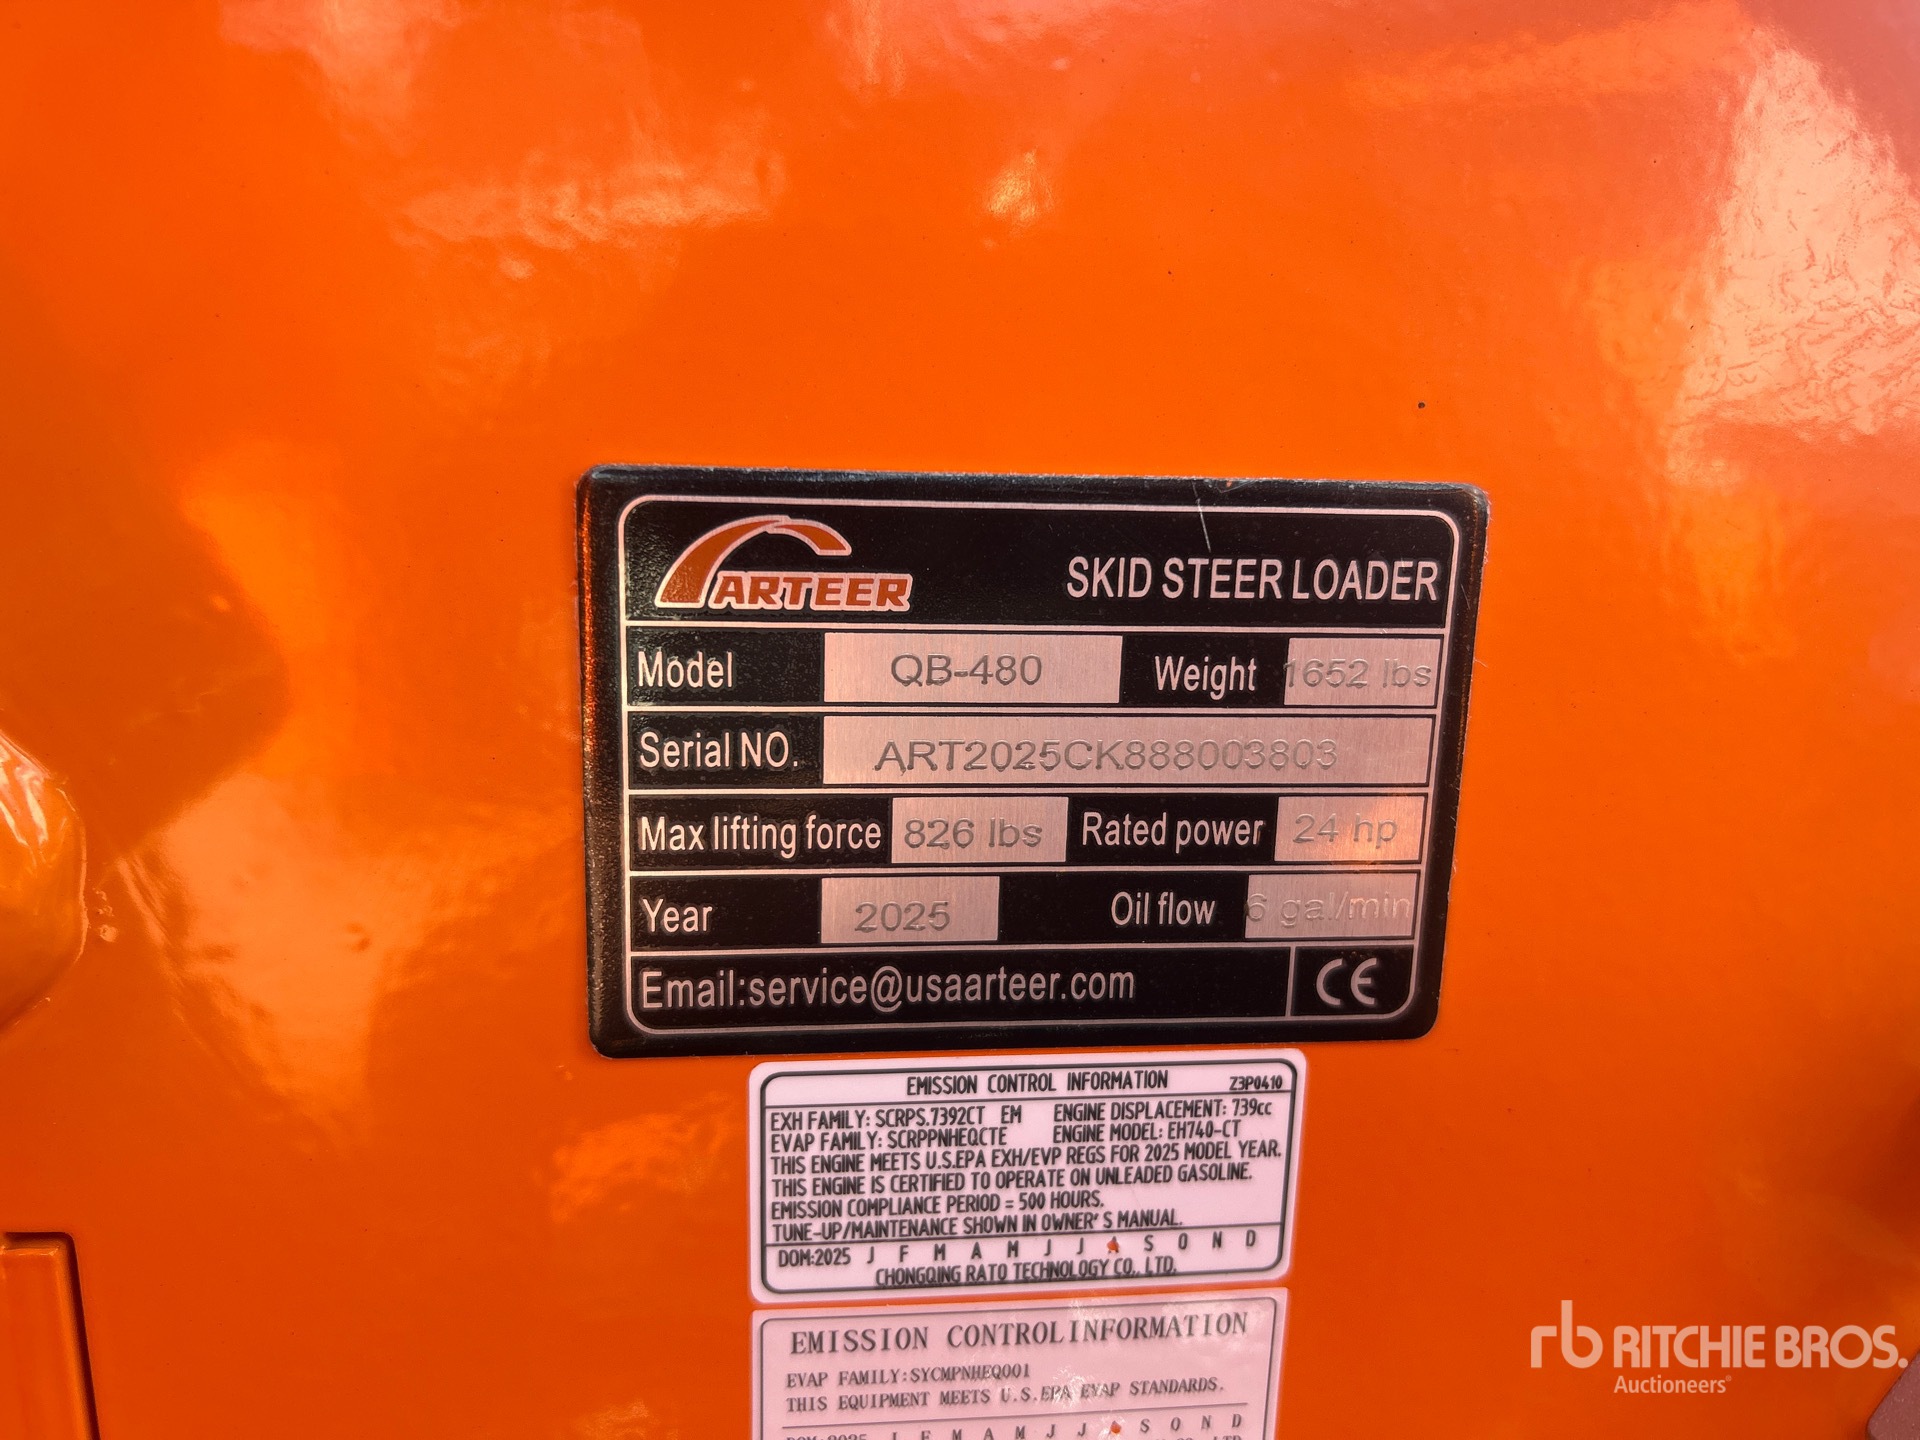 ARTEER SKID STEER LOADER
Model QB-480 Weight 1652 lbs
Serial NO. ART2025CK888003803
Max lifting force 826 lbs Rated power 24 hp
Year 2025 Oil flow 6 gal/min
Email:service@usaarteer.com CE
EMISSION CONTROL INFORMATION Z3P0410
EXH FAMILY: SCRPS.7392CT EM ENGINE DISPLACEMENT: 739cc
EVAP FAMILY: SCRPPNHEQCTE ENGINE MODEL: EH740-CT
THIS ENGINE MEETS U.S.EPA EXH/EVP REGS FOR 2025 MODEL YEAR.
THIS ENGINE IS CERTIFIED TO OPERATE ON UNLEADED GASOLINE.
EMISSION COMPLIANCE PERIOD = 500 HOURS.
TUNE-UP/MAINTENANCE SHOWN IN OWNER'S MANUAL.
DOM:2025 J F M A M J J A S O N D
CHONGQING RATO TECHNOLOGY CO., LTD.
EMISSION CONTROL INFORMATION
EVAP FAMILY:SYCMPNHEQ001
THIS EQUIPMENT MEETS U.S.EPA EVAP STANDARDS.
DOM:2025 J F M A M J J A S O N D
rb RITCHIE BROS.
Auctioneers